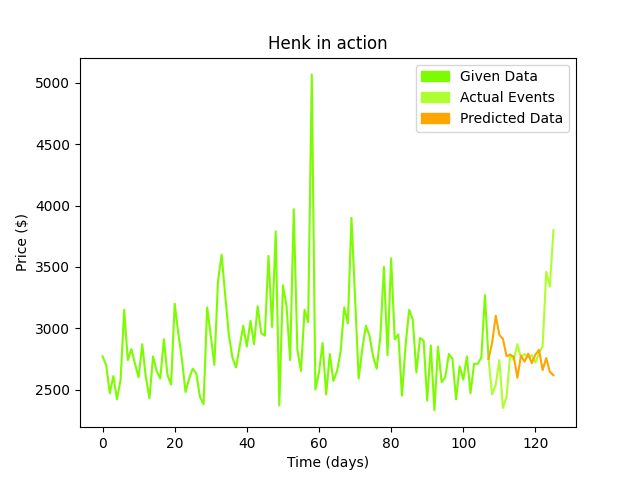 Henk in action
Given Data
Actual Events
Predicted Data
Price ($)
5000
4500
4000
3500
3000
2500
0 20 40 60 80 100 120
Time (days)